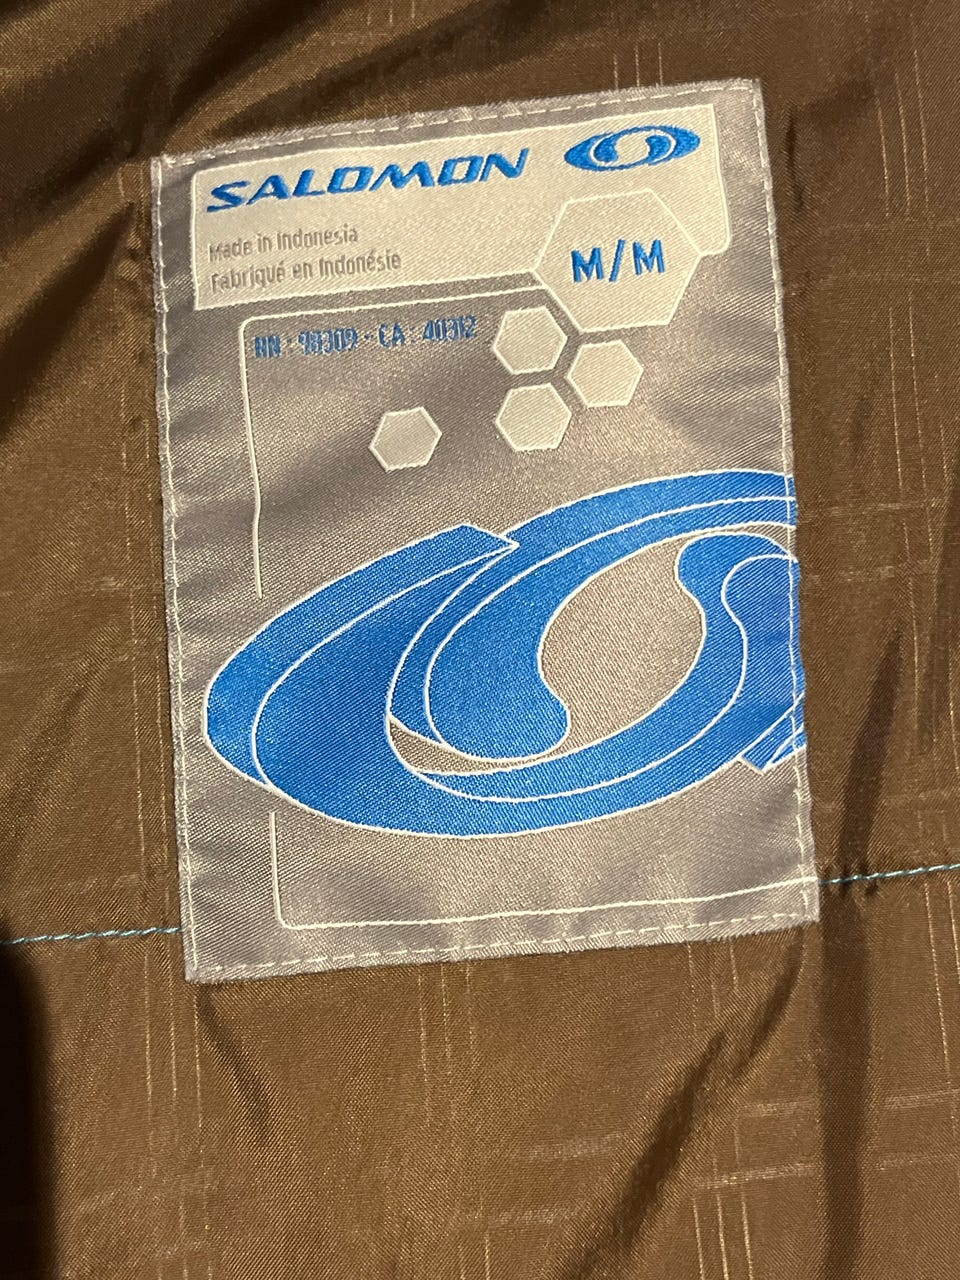 SALOMON
Made in Indonesia
Fabriqué en Indonésie
M/M
RN : 98309 - CA : 40312